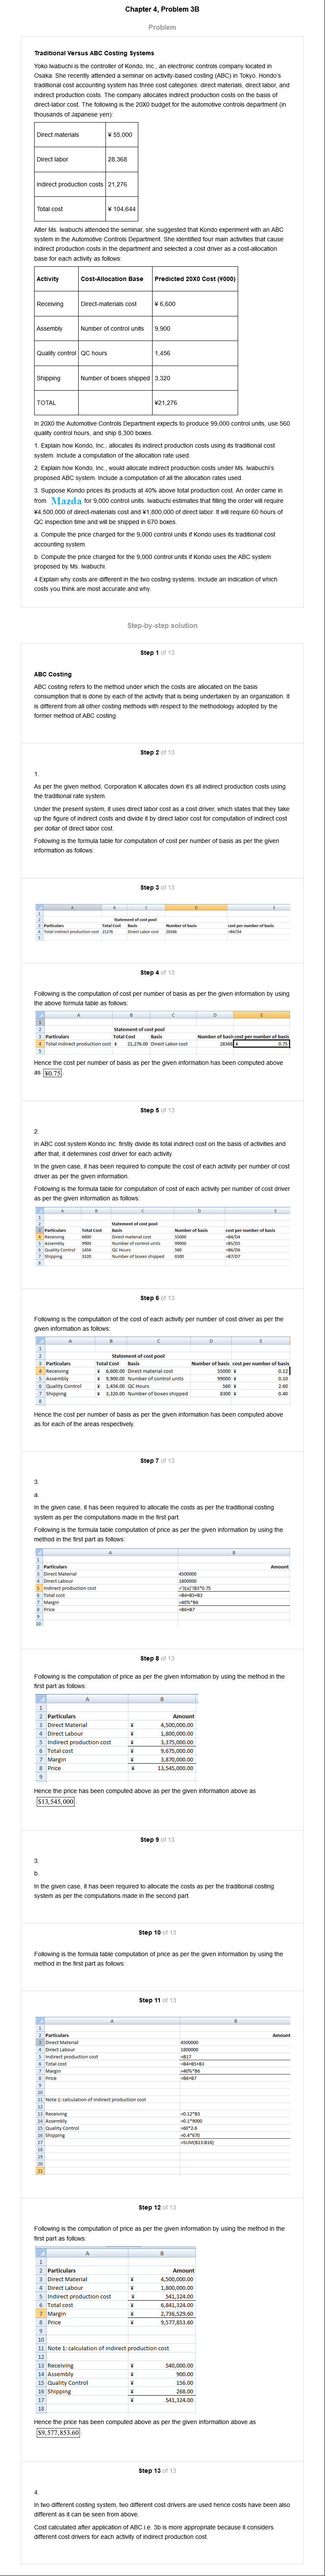 Chapter 4, Problem 3B
Problem
Traditional Versus ABC Costing Systems
Yoko Iwabuchi is the controller of Kondo, Inc., an electronic controls company located in
Osaka. She recently attended a seminar on activity-based costing (ABC) in Tokyo. Hondo's
traditional cost accounting system has three cost categories: direct materials, direct labor, and
indirect production costs. The company allocates indirect production costs on the basis of
direct-labor cost. The following is the 20X0 budget for the automotive controls department (in
thousands of Japanese yen):
Direct materials ¥ 55,000
Direct labor 28,368
Indirect production costs 21,276
Total cost ¥ 104,644
After Ms. Iwabuchi attended the seminar, she suggested that Kondo experiment with an ABC
system in the Automotive Controls Department. She identified four main activities that cause
indirect production costs in the department and selected a cost driver as a cost-allocation
base for each activity as follows:
Activity Cost-Allocation Base Predicted 20X0 Cost (¥000)
Receiving Direct-materials cost ¥ 6,600
Assembly Number of control units 9,900
Quality control QC hours 1,456
Shipping Number of boxes shipped 3,320
TOTAL ¥21,276
In 20X0 the Automotive Controls Department expects to produce 99,000 control units, use 560
quality control hours, and ship 8,300 boxes.
1. Explain how Kondo, Inc., allocates its indirect production costs using its traditional cost
system. Include a computation of the allocation rate used.
2. Explain how Kondo, Inc., would allocate indirect production costs under Ms. Iwabuchi's
proposed ABC system. Include a computation of all the allocation rates used.
3. Suppose Kondo prices its products at 40% above total production cost. An order came in
from Mazda for 9,000 control units. Iwabuchi estimates that filling the order will require
¥4,500,000 of direct-materials cost and ¥1,800,000 of direct labor. It will require 60 hours of
QC inspection time and will be shipped in 670 boxes.
a. Compute the price charged for the 9,000 control units if Kondo uses its traditional cost
accounting system.
b. Compute the price charged for the 9,000 control units if Kondo uses the ABC system
proposed by Ms. Iwabuchi.
4 Explain why costs are different in the two costing systems. Include an indication of which
costs you think are most accurate and why.
Step-by-step solution
Step 1 of 13
ABC Costing
ABC costing refers to the method under which the costs are allocated on the basis
consumption that is done by each of the activity that is being undertaken by an organization. It
is different from all other costing methods with respect to the methodology adopted by the
former method of ABC costing.
Step 2 of 13
1.
As per the given method, Corporation K allocates down it's all indirect production costs using
the traditional rate system.
Under the present system, it uses direct labor cost as a cost driver, which states that they take
up the figure of indirect costs and divide it by direct labor cost for computation of indirect cost
per dollar of direct labor cost.
Following is the formula table for computation of cost per number of basis as per the given
information as follows:
Step 3 of 13
A B C D E
1
2 Statement of cost pool
3 Particulars Total Cost Basis Number of basis cost per number of basis
4 Total indirect production cost 21276 Direct Labor cost 28368 =B4/D4
5
Step 4 of 13
Following is the computation of cost per number of basis as per the given information by using
the above formula table as follows:
A B C D E
1
2 Statement of cost pool
3 Particulars Total Cost Basis Number of basis cost per number of basis
4 Total indirect production cost ¥ 21,276.00 Direct Labor cost 28368 ¥ 0.75
5
Hence the cost per number of basis as per the given information has been computed above
as ¥0.75.
Step 5 of 13
2.
In ABC cost system Kondo Inc. firstly divide its total indirect cost on the basis of activities and
after that, it determines cost driver for each activity.
In the given case, it has been required to compute the cost of each activity per number of cost
driver as per the given information.
Following is the formula table for computation of cost of each activity per number of cost driver
as per the given information as follows:
A B C D E
1
2 Statement of cost pool
3 Particulars Total Cost Basis Number of basis cost per number of basis
4 Receiving 6600 Direct material cost 55000 =B4/D4
5 Assembly 9900 Number of control units 99000 =B5/D5
6 Quality Control 1456 QC Hours 560 =B6/D6
7 Shipping 3320 Number of boxes shipped 8300 =B7/D7
8
Step 6 of 13
Following is the computation of the cost of each activity per number of cost driver as per the
given information as follows:
A B C D E
1
2 Statement of cost pool
3 Particulars Total Cost Basis Number of basis cost per number of basis
4 Receiving ¥ 6,600.00 Direct material cost 55000 ¥ 0.12
5 Assembly ¥ 9,900.00 Number of control units 99000 ¥ 0.10
6 Quality Control ¥ 1,456.00 QC Hours 560 ¥ 2.60
7 Shipping ¥ 3,320.00 Number of boxes shipped 8300 ¥ 0.40
8
Hence the cost per number of basis as per the given information has been computed above
as for each of the areas respectively.
Step 7 of 13
3.
a.
In the given case, it has been required to allocate the costs as per the traditional costing
system as per the computations made in the first part.
Following is the formula table computation of price as per the given information by using the
method in the first part as follows:
A B
1
2 Particulars Amount
3 Direct Material 4500000
4 Direct Labour 1800000
5 Indirect production cost ='3(a)'!B3*0.75
6 Total cost =B4+B5+B3
7 Margin =40%*B6
8 Price =B6+B7
9
10
Step 8 of 13
Following is the computation of price as per the given information by using the method in the
first part as follows:
A B
1
2 Particulars Amount
3 Direct Material ¥ 4,500,000.00
4 Direct Labour ¥ 1,800,000.00
5 Indirect production cost ¥ 3,375,000.00
6 Total cost ¥ 9,675,000.00
7 Margin ¥ 3,870,000.00
8 Price ¥ 13,545,000.00
9
Hence the price has been computed above as per the given information above as
$13,545,000.
Step 9 of 13
3.
b.
In the given case, it has been required to allocate the costs as per the traditional costing
system as per the computations made in the second part.
Step 10 of 13
Following is the formula table computation of price as per the given information by using the
method in the first part as follows:
Step 11 of 13
A B
1
2 Particulars Amount
3 Direct Material 4500000
4 Direct Labour 1800000
5 Indirect production cost =B17
6 Total cost =B4+B5+B3
7 Margin =40%*B6
8 Price =B6+B7
9
10
11 Note 1: calculation of indirect production cost
12
13 Receiving =0.12*B3
14 Assembly =0.1*9000
15 Quality Control =60*2.6
16 Shipping =0.4*670
17 =SUM(B13:B16)
18
19
20
21
Step 12 of 13
Following is the computation of price as per the given information by using the method in the
first part as follows:
A B
1
2 Particulars Amount
3 Direct Material ¥ 4,500,000.00
4 Direct Labour ¥ 1,800,000.00
5 Indirect production cost ¥ 541,324.00
6 Total cost ¥ 6,841,324.00
7 Margin ¥ 2,736,529.60
8 Price ¥ 9,577,853.60
9
10
11 Note 1: calculation of indirect production cost
12
13 Receiving ¥ 540,000.00
14 Assembly ¥ 900.00
15 Quality Control ¥ 156.00
16 Shipping ¥ 268.00
17 ¥ 541,324.00
18
Hence the price has been computed above as per the given information above as
$9,577,853.60.
Step 13 of 13
4.
In two different costing system, two different cost drivers are used hence costs have been also
different as it can be seen from above.
Cost calculated after application of ABC i.e. 3b is more appropriate because it considers
different cost drivers for each activity of indirect production cost.